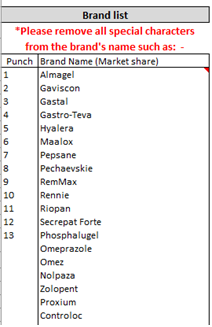 Brand list
*Please remove all special characters
from the brand's name such as: -
Punch Brand Name (Market share)
1 Almagel
2 Gaviscon
3 Gastal
4 Gastro-Teva
5 Hyalera
6 Maalox
7 Pepsane
8 Pechaevskie
9 RemMax
10 Rennie
11 Riopan
12 Secrepat Forte
13 Phosphalugel
Omeprazole
Omez
Nolpaza
Zolopent
Proxium
Controloc